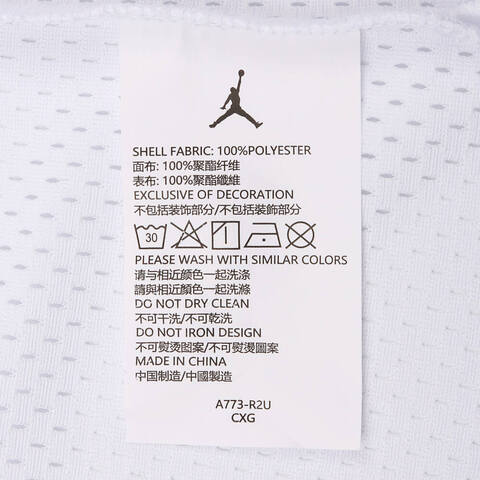 SHELL FABRIC: 100%POLYESTER
面布: 100%聚酯纤维
表布: 100%聚酯纖維
EXCLUSIVE OF DECORATION
不包括装饰部分/不包括裝飾部分
30
PLEASE WASH WITH SIMILAR COLORS
请与相近颜色一起洗涤
請與相近顏色一起洗滌
DO NOT DRY CLEAN
不可干洗/不可乾洗
DO NOT IRON DESIGN
不可熨烫图案/不可熨燙圖案
MADE IN CHINA
中国制造/中國製造
A773-R2U
CXG